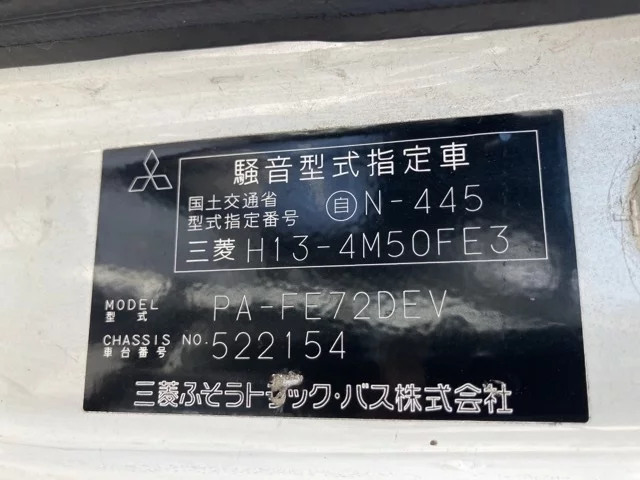 騒音型式指定車
国土交通省
型式指定番号 自 N-445
三菱 H13-4M50FE3
MODEL
型式 PA-FE72DEV
CHASSIS NO.
車台番号 522154
三菱ふそうトラック・バス株式会社